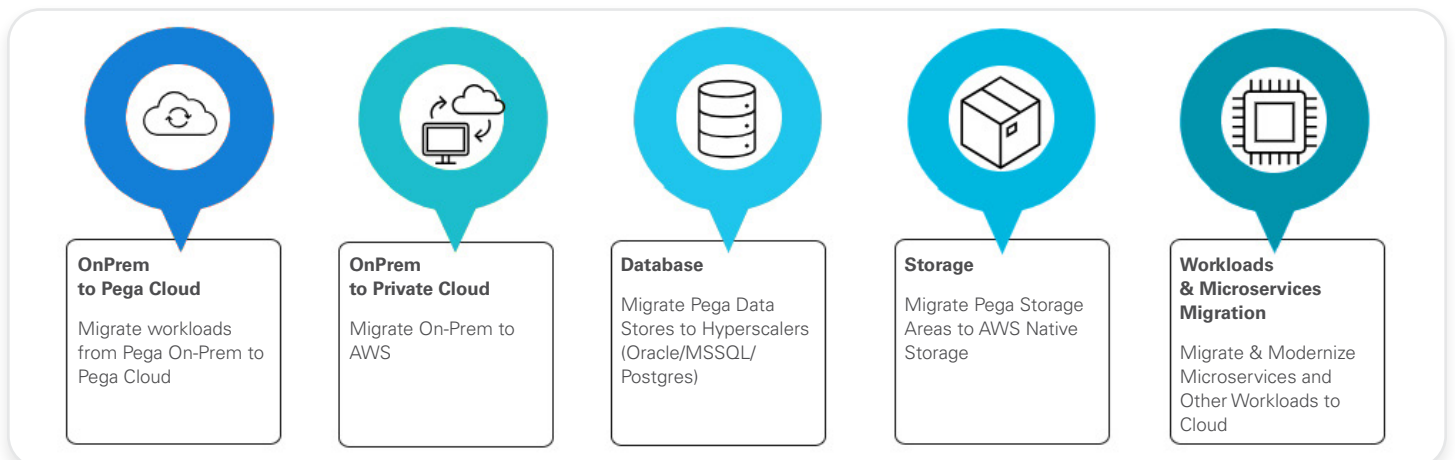 OnPrem
to Pega Cloud
Migrate workloads
from Pega On-Prem to
Pega Cloud
OnPrem
to Private Cloud
Migrate On-Prem to
AWS
Database
Migrate Pega Data
Stores to Hyperscalers
(Oracle/MSSQL/
Postgres)
Storage
Migrate Pega Storage
Areas to AWS Native
Storage
Workloads
& Microservices
Migration
Migrate & Modernize
Microservices and
Other Workloads to
Cloud